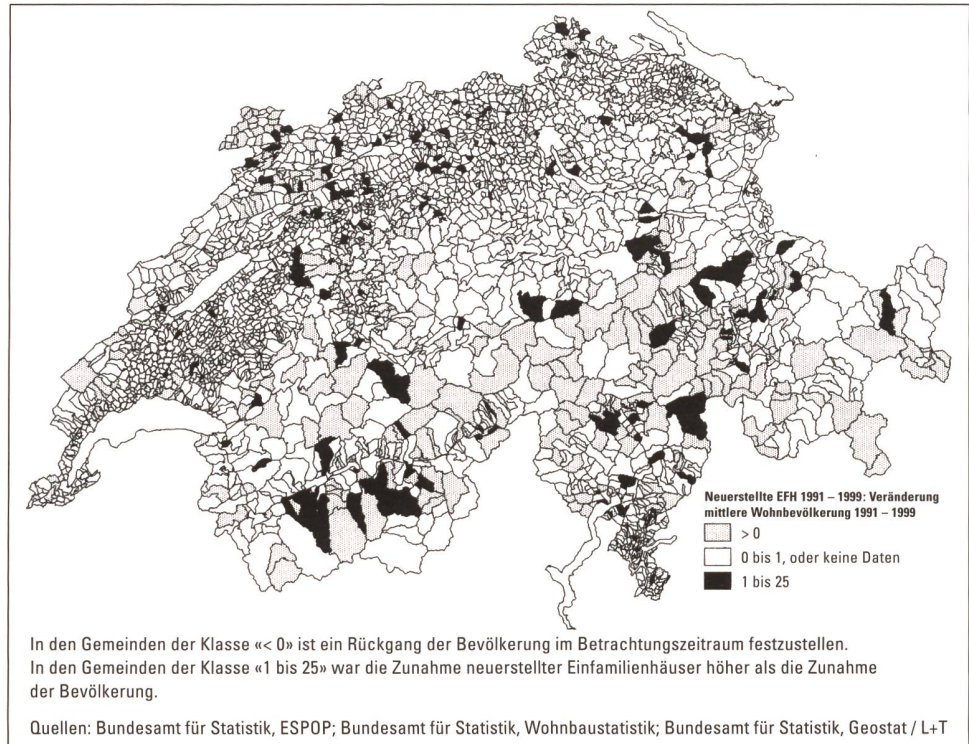 Neuerstellte EFH 1991 – 1999: Veränderung
mittlere Wohnbevölkerung 1991 – 1999
> 0
0 bis 1, oder keine Daten
1 bis 25
In den Gemeinden der Klasse «< 0» ist ein Rückgang der Bevölkerung im Betrachtungszeitraum festzustellen.
In den Gemeinden der Klasse «1 bis 25» war die Zunahme neuerstellter Einfamilienhäuser höher als die Zunahme
der Bevölkerung.
Quellen: Bundesamt für Statistik, ESPOP; Bundesamt für Statistik, Wohnbaustatistik; Bundesamt für Statistik, Geostat / L+T